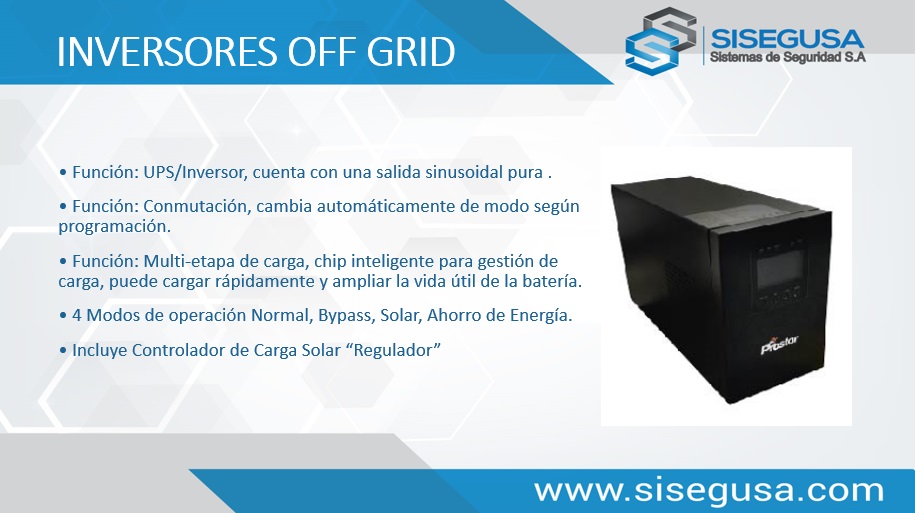 INVERSORES OFF GRID
SISEGUSA
Sistemas de Seguridad S.A
• Función: UPS/Inversor, cuenta con una salida sinusoidal pura .
• Función: Conmutación, cambia automáticamente de modo según
programación.
• Función: Multi-etapa de carga, chip inteligente para gestión de
carga, puede cargar rápidamente y ampliar la vida útil de la batería.
• 4 Modos de operación Normal, Bypass, Solar, Ahorro de Energía.
• Incluye Controlador de Carga Solar “Regulador”
Prostar
www.sisegusa.com